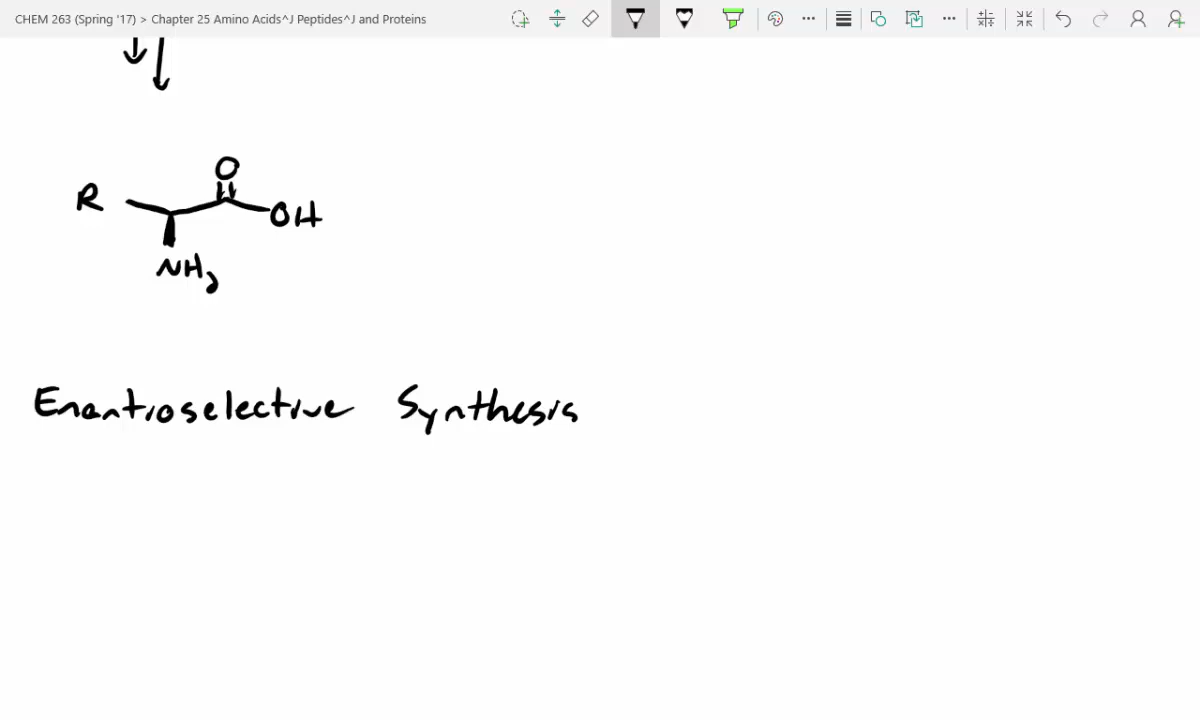 CHEM 263 (Spring '17) > Chapter 25 Amino Acids^J Peptides^J and Proteins
O
R
OH
NH2
Enantioselective Synthesis